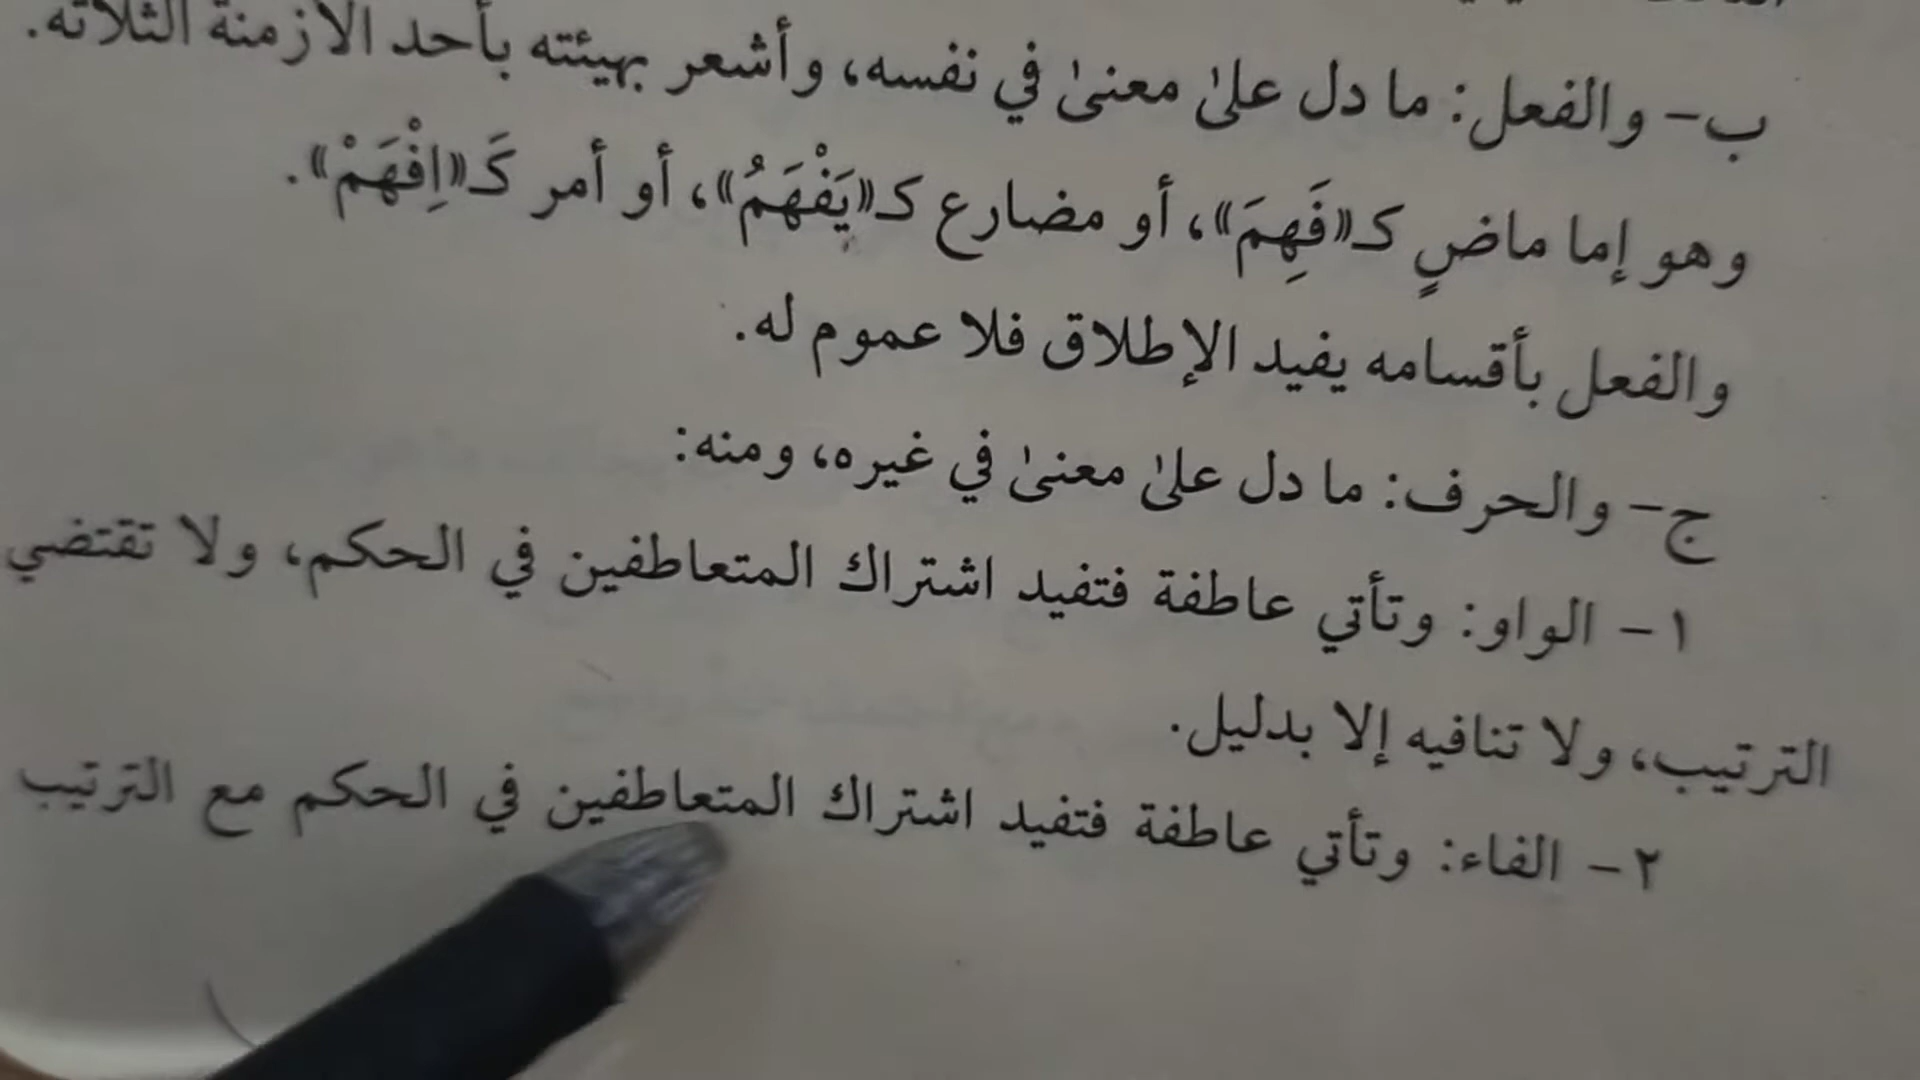 ب- والفعل: ما دل علىٰ معنىٰ في نفسه، وأشعر بهيئته بأحد الأزمنة الثلاثة.
وهو إما ماضٍ كـ«فَهِمَ»، أو مضارع كـ«يَفْهَمُ»، أو أمر كَـ«اِفْهَمْ».
والفعل بأقسامه يفيد الإطلاق فلا عموم له.
ج- والحرف: ما دل علىٰ معنىٰ في غيره، ومنه:
١- الواو: وتأتي عاطفة فتفيد اشتراك المتعاطفين في الحكم، ولا تقتضي
الترتيب، ولا تنافيه إلا بدليل.
٢- الفاء: وتأتي عاطفة فتفيد اشتراك المتعاطفين في الحكم مع الترتيب